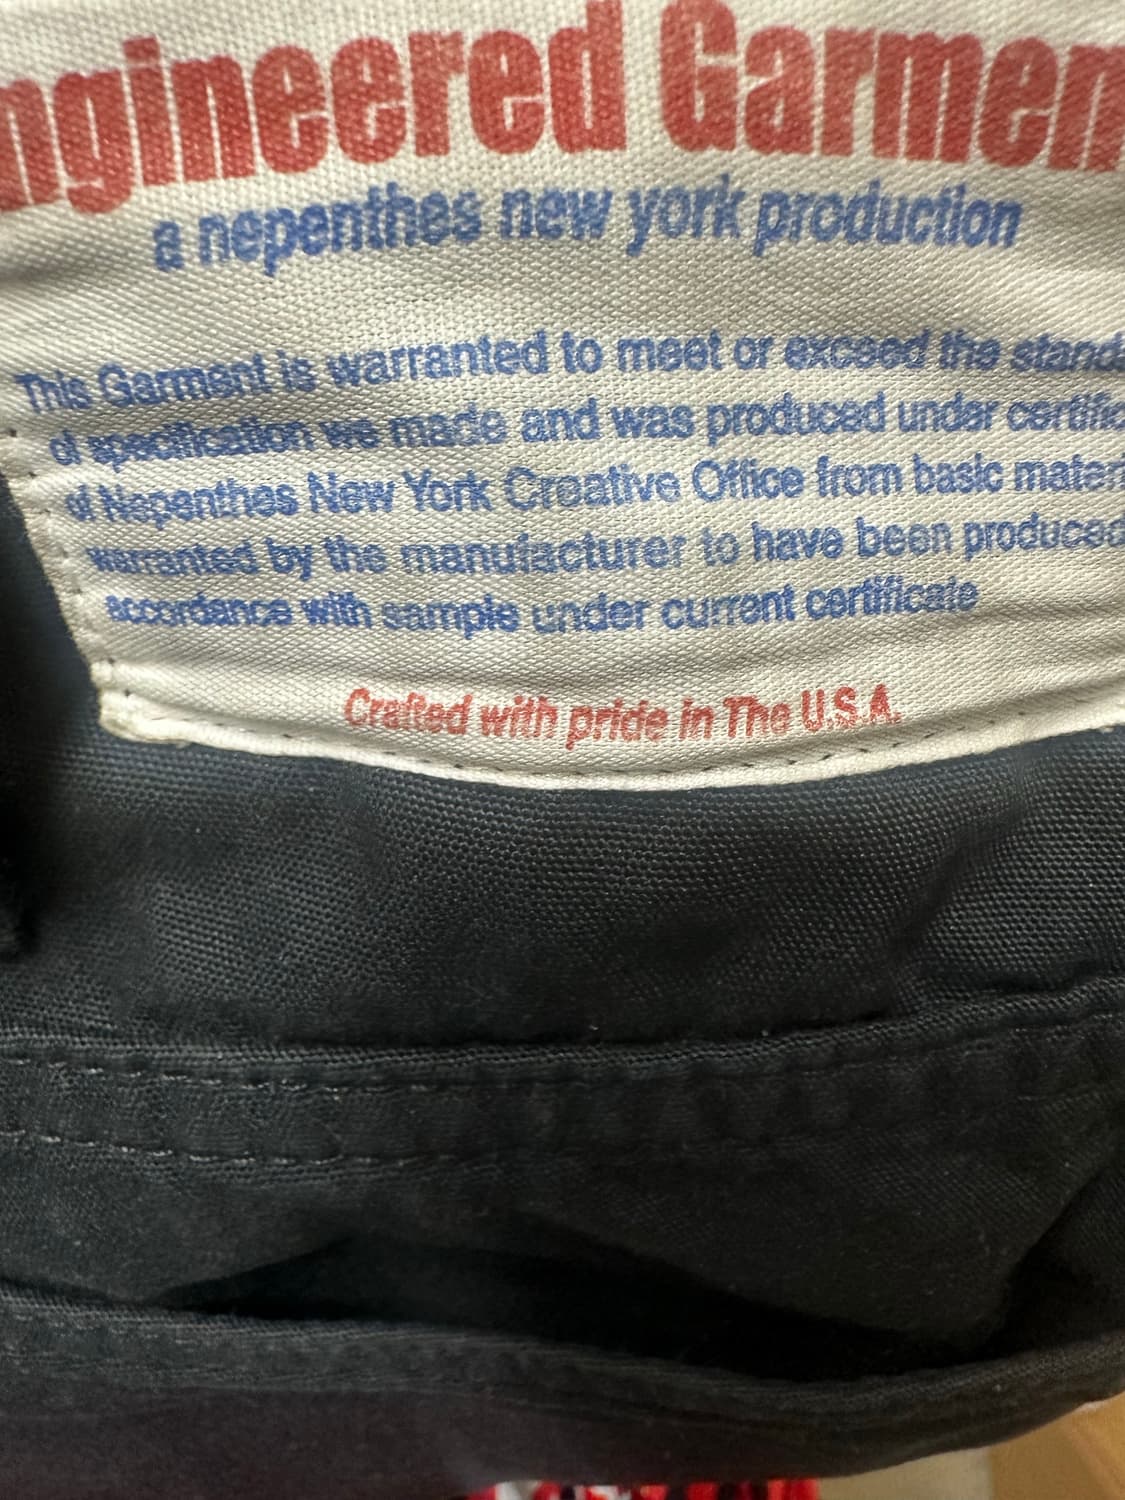 ngineered Garmen
a nepenthes new york production
This Garment is warranted to meet or exceed the stand
of specification we made and was produced under certific
of Nepenthes New York Creative Office from basic materi
warranted by the manufacturer to have been produced
accordance with sample under current certificate
Crafted with pride in The U.S.A.